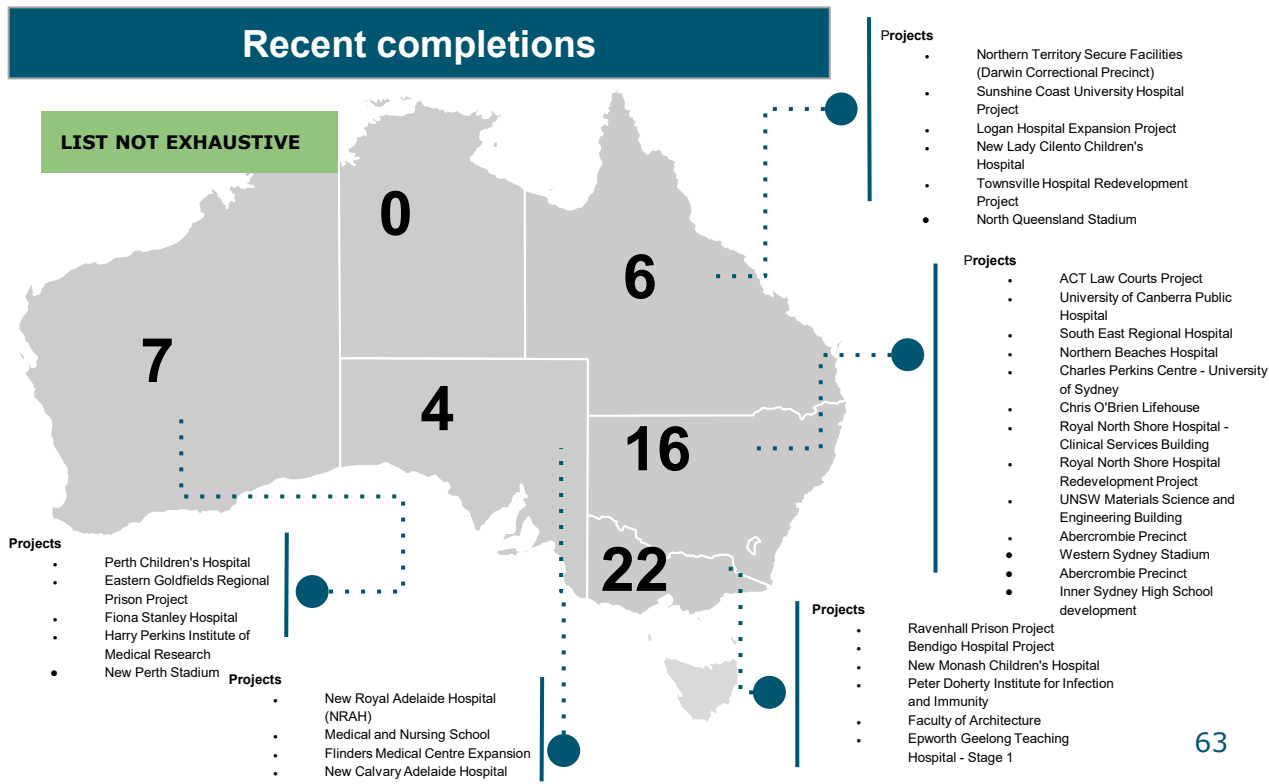 Recent completions
LIST NOT EXHAUSTIVE
0
6
7
4
16
22
Projects
• Northern Territory Secure Facilities
(Darwin Correctional Precinct)
• Sunshine Coast University Hospital
Project
• Logan Hospital Expansion Project
• New Lady Cilento Children's
Hospital
• Townsville Hospital Redevelopment
Project
• North Queensland Stadium
Projects
• ACT Law Courts Project
• University of Canberra Public
Hospital
• South East Regional Hospital
• Northern Beaches Hospital
• Charles Perkins Centre - University
of Sydney
• Chris O'Brien Lifehouse
• Royal North Shore Hospital -
Clinical Services Building
• Royal North Shore Hospital
Redevelopment Project
• UNSW Materials Science and
Engineering Building
• Abercrombie Precinct
• Western Sydney Stadium
• Abercrombie Precinct
• Inner Sydney High School
development
Projects
• Perth Children's Hospital
• Eastern Goldfields Regional
Prison Project
• Fiona Stanley Hospital
• Harry Perkins Institute of
Medical Research
• New Perth Stadium
Projects
• New Royal Adelaide Hospital
(NRAH)
• Medical and Nursing School
• Flinders Medical Centre Expansion
• New Calvary Adelaide Hospital
Projects
• Ravenhall Prison Project
• Bendigo Hospital Project
• New Monash Children's Hospital
• Peter Doherty Institute for Infection
and Immunity
• Faculty of Architecture
• Epworth Geelong Teaching
Hospital - Stage 1
63